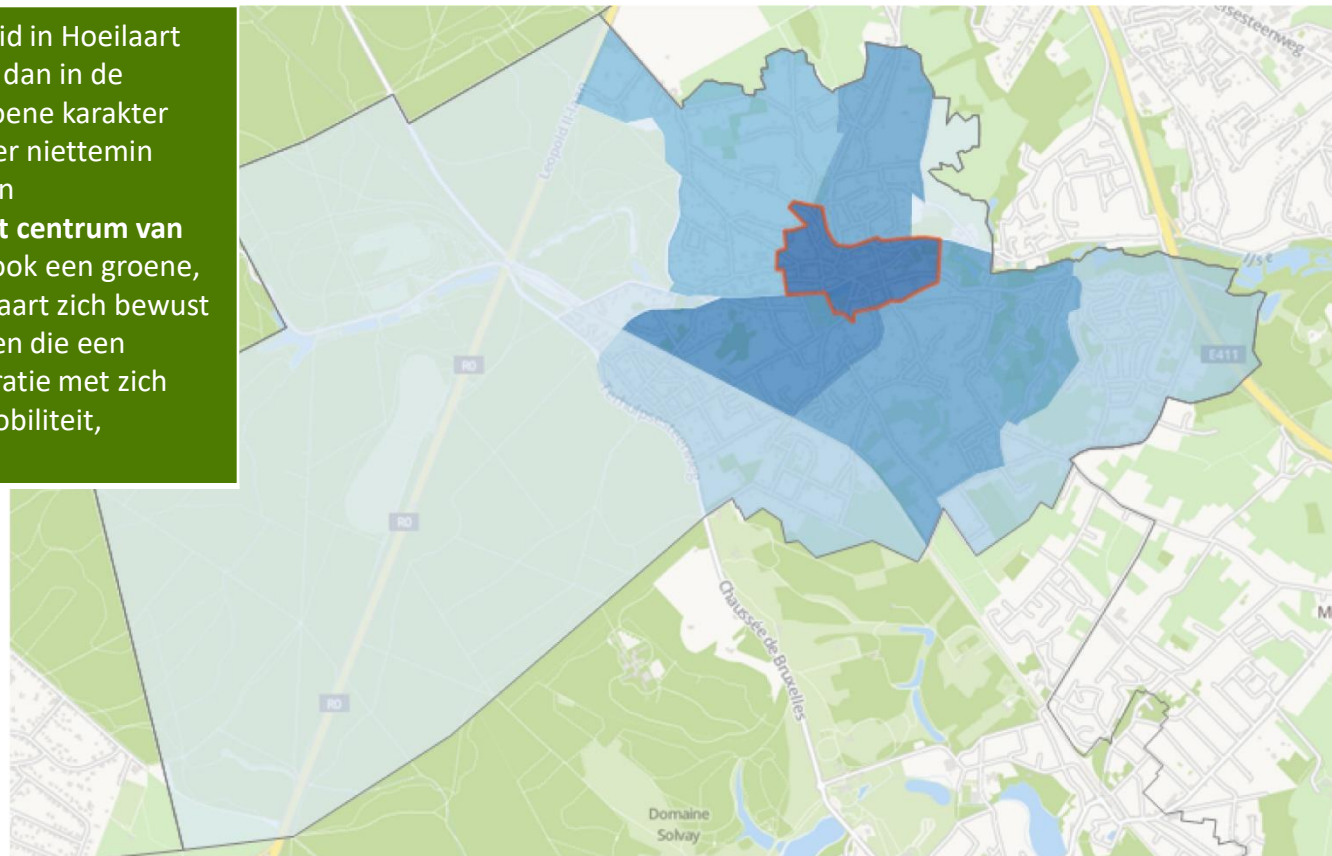 id in Hoeilaart
dan in de
oene karakter
er niettemin
n
t centrum van
ook een groene,
aart zich bewust
en die een
ratie met zich
obiliteit,
Leopold II-laan
R0
R0
R0
Terhulpsesteenweg
Chaussée de Bruxelles
Domaine
Solvay
E411
IJse
sesteenweg
M